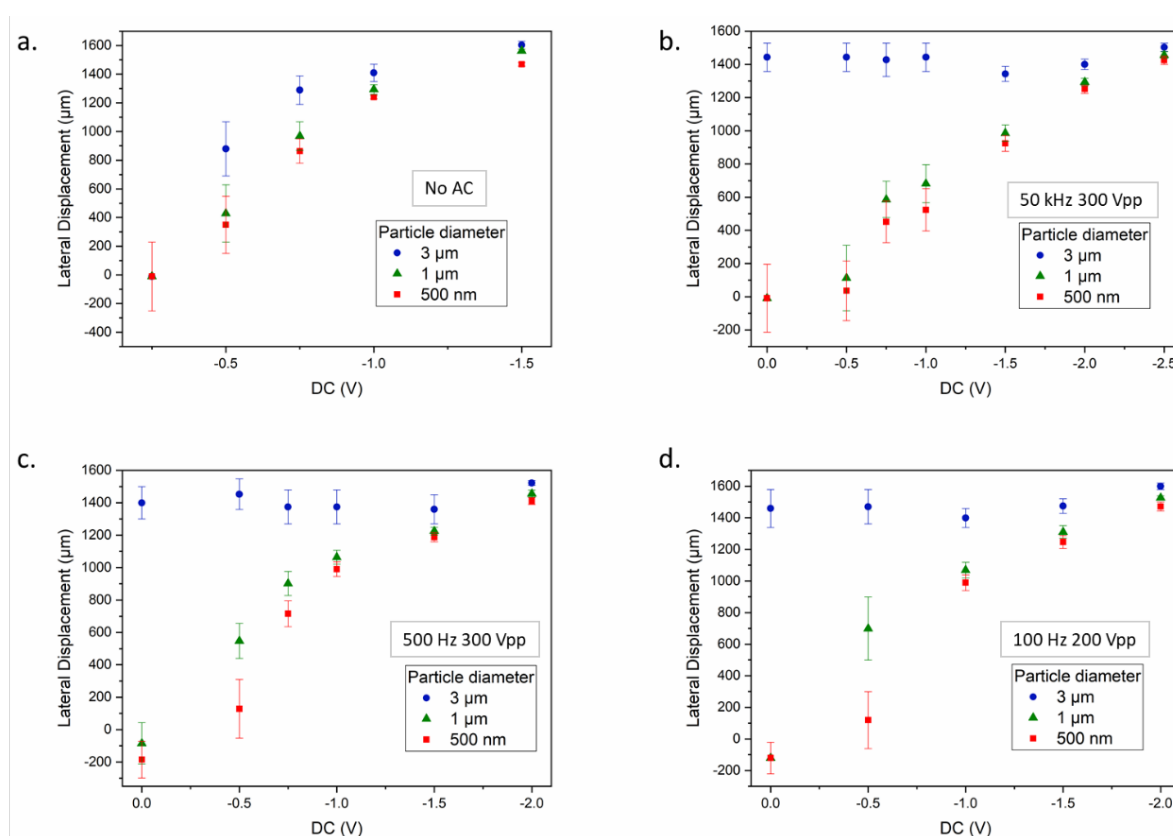 a.
1600
1400
1200
1000
800
600
400
200
0
-200
-400
Lateral Displacement (µm)
No AC
Particle diameter
3 µm
1 µm
500 nm
-0.5
-1.0
-1.5
DC (V)
b.
1600
1400
1200
1000
800
600
400
200
0
-200
Lateral Displacement (µm)
50 kHz 300 Vpp
Particle diameter
3 µm
1 µm
500 nm
0.0
-0.5
-1.0
-1.5
-2.0
-2.5
DC (V)
c.
1600
1400
1200
1000
800
600
400
200
0
-200
Lateral Displacement (µm)
500 Hz 300 Vpp
Particle diameter
3 µm
1 µm
500 nm
0.0
-0.5
-1.0
-1.5
-2.0
DC (V)
d.
1600
1400
1200
1000
800
600
400
200
0
-200
Lateral Displacement (µm)
100 Hz 200 Vpp
Particle diameter
3 µm
1 µm
500 nm
0.0
-0.5
-1.0
-1.5
-2.0
DC (V)